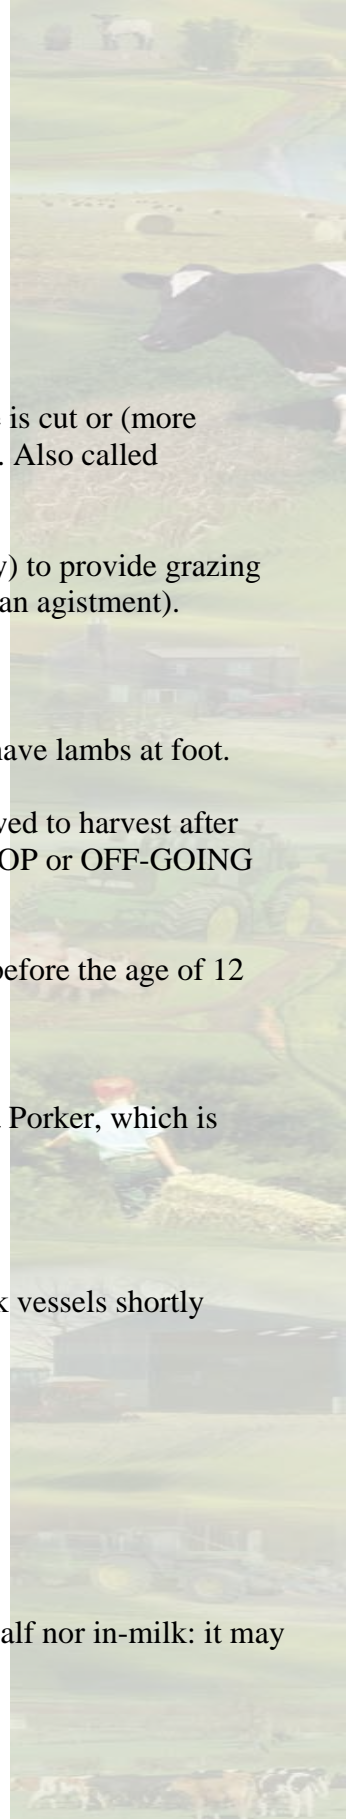 is cut or (more
. Also called
) to provide grazing
an agistment).
have lambs at foot.
ved to harvest after
OP or OFF-GOING
before the age of 12
Porker, which is
k vessels shortly
alf nor in-milk: it may